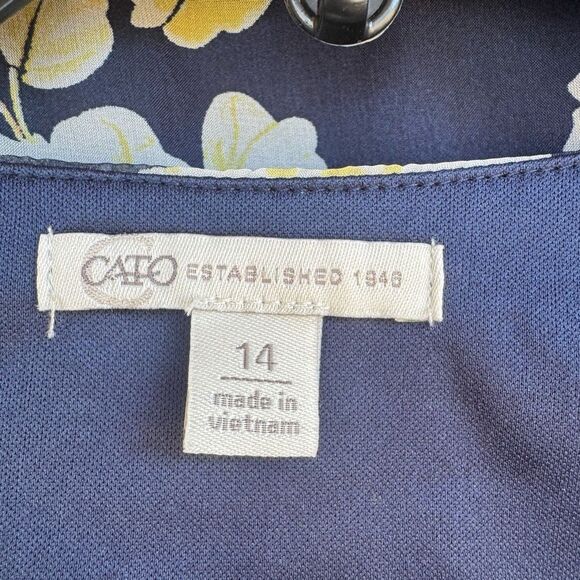 CATO ESTABLISHED 1946
14
made in
vietnam